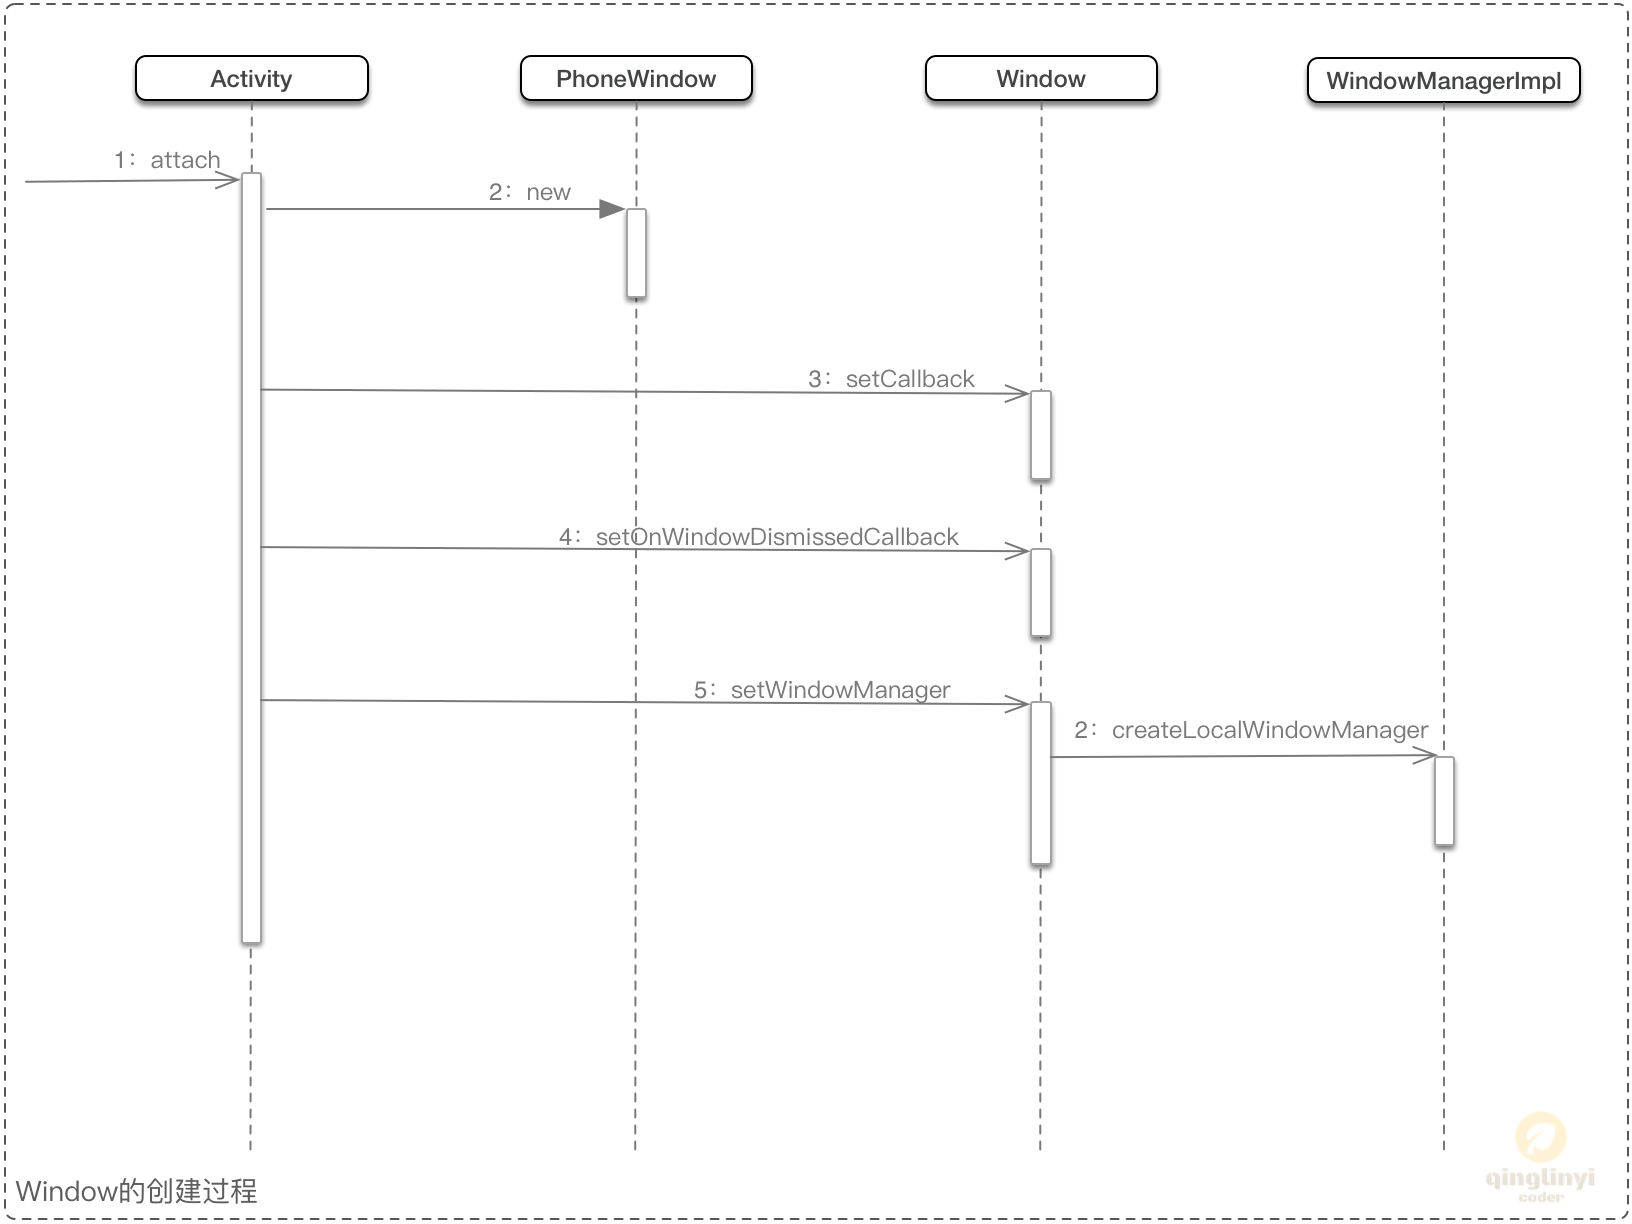 Activity
PhoneWindow
Window
WindowManagerImpl
1：attach
2：new
3：setCallback
4：setOnWindowDismissedCallback
5：setWindowManager
2：createLocalWindowManager
Window的创建过程
qinglinyi
coder